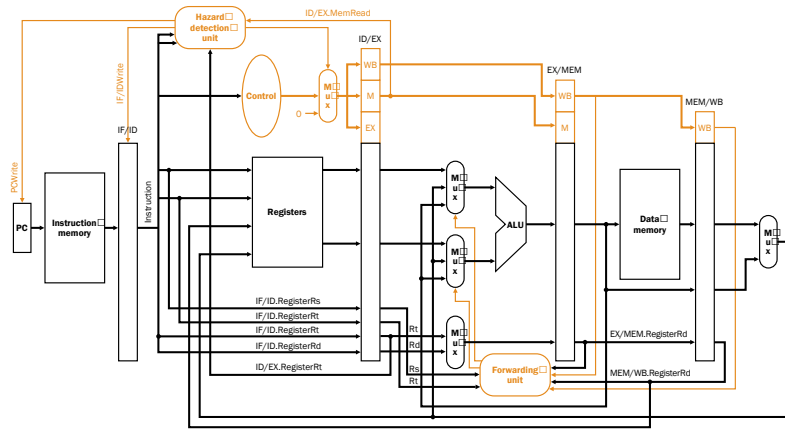 Hazard
detection
unit
ID/EX.MemRead
ID/EX
IF/IDWrite
PCWrite
Control
M
u
x
0
WB
M
EX
EX/MEM
WB
M
MEM/WB
WB
IF/ID
PC
Instruction
memory
Instruction
Registers
M
u
x
M
u
x
ALU
Data
memory
M
u
x
IF/ID.RegisterRs
IF/ID.RegisterRt
IF/ID.RegisterRt
IF/ID.RegisterRd
ID/EX.RegisterRt
Rt
Rd
Rs
Rt
M
u
x
EX/MEM.RegisterRd
Forwarding
unit
MEM/WB.RegisterRd